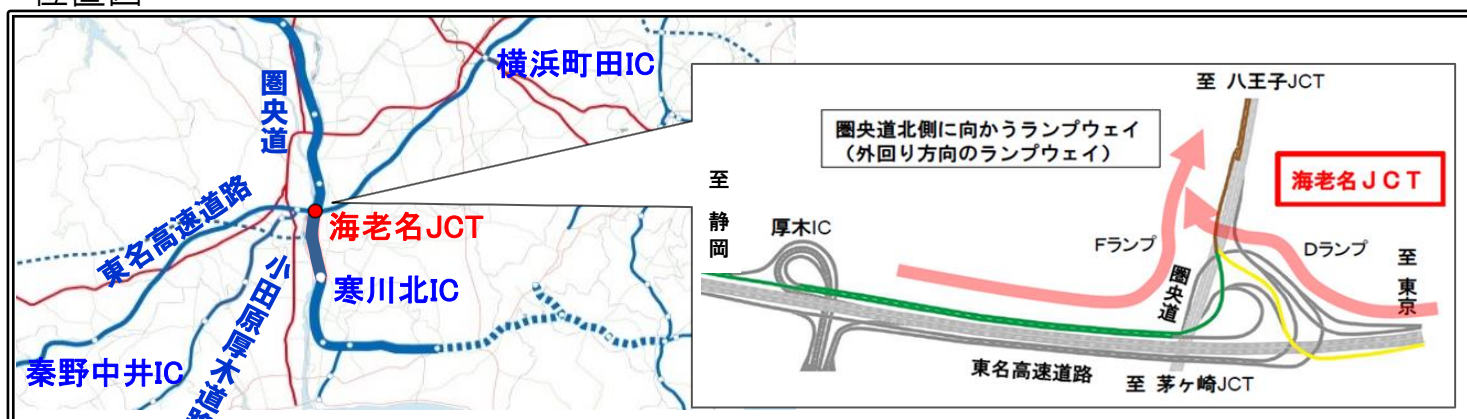 位置図
横浜町田IC
圏央道
東名高速道路
海老名JCT
小田原厚木道路
寒川北IC
秦野中井IC
至 八王子JCT
圏央道北側に向かうランプウェイ
（外回り方向のランプウェイ）
海老名ＪＣＴ
至 静岡
厚木IC
Fランプ
圏央道
Dランプ
至 東京
東名高速道路
至 茅ヶ崎JCT